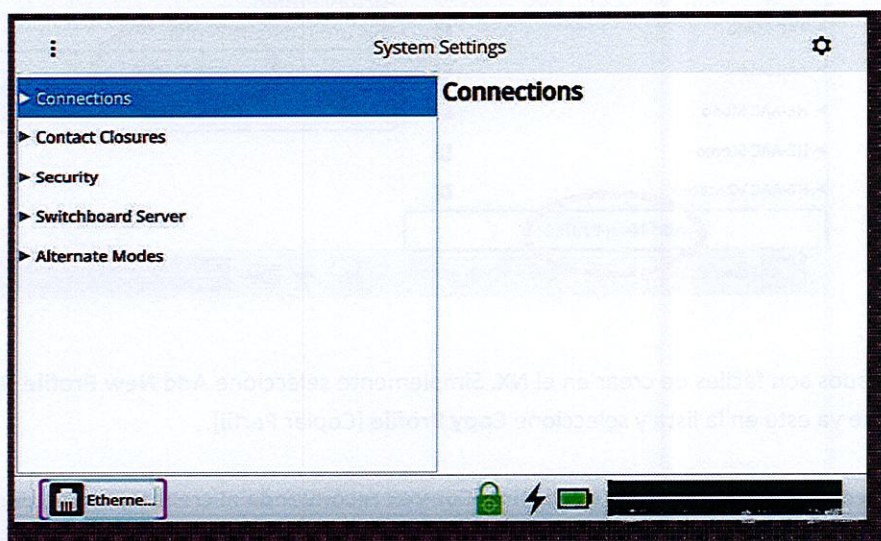 System Settings
Connections
Contact Closures
Security
Switchboard Server
Alternate Modes
Connections
Etherne...